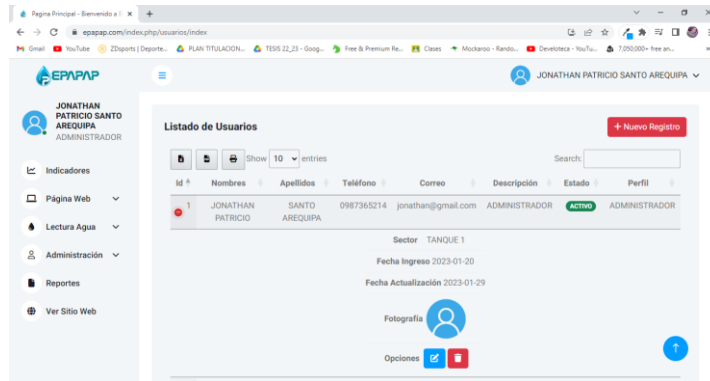 Pagina Principal - Bienvenido a E
epapap.com/index.php/usuarios/index
Gmail YouTube ZDsports | Deporte... PLAN TITULACION... TESIS 22_23 - Goog... Free & Premium Re... Clases Mockaroo - Rando... Develoteca - YouTu... 7,050,000+ free an...
EPAPAP
JONATHAN PATRICIO SANTO AREQUIPA
JONATHAN
PATRICIO SANTO
AREQUIPA
ADMINISTRADOR
Indicadores
Página Web
Lectura Agua
Administración
Reportes
Ver Sitio Web
Listado de Usuarios
+ Nuevo Registro
Show 10 entries
Search:
Id Nombres Apellidos Teléfono Correo Descripción Estado Perfil
1 JONATHAN PATRICIO SANTO AREQUIPA 0987365214 jonathan@gmail.com ADMINISTRADOR ACTIVO ADMINISTRADOR
Sector TANQUE 1
Fecha Ingreso 2023-01-20
Fecha Actualización 2023-01-29
Fotografía
Opciones